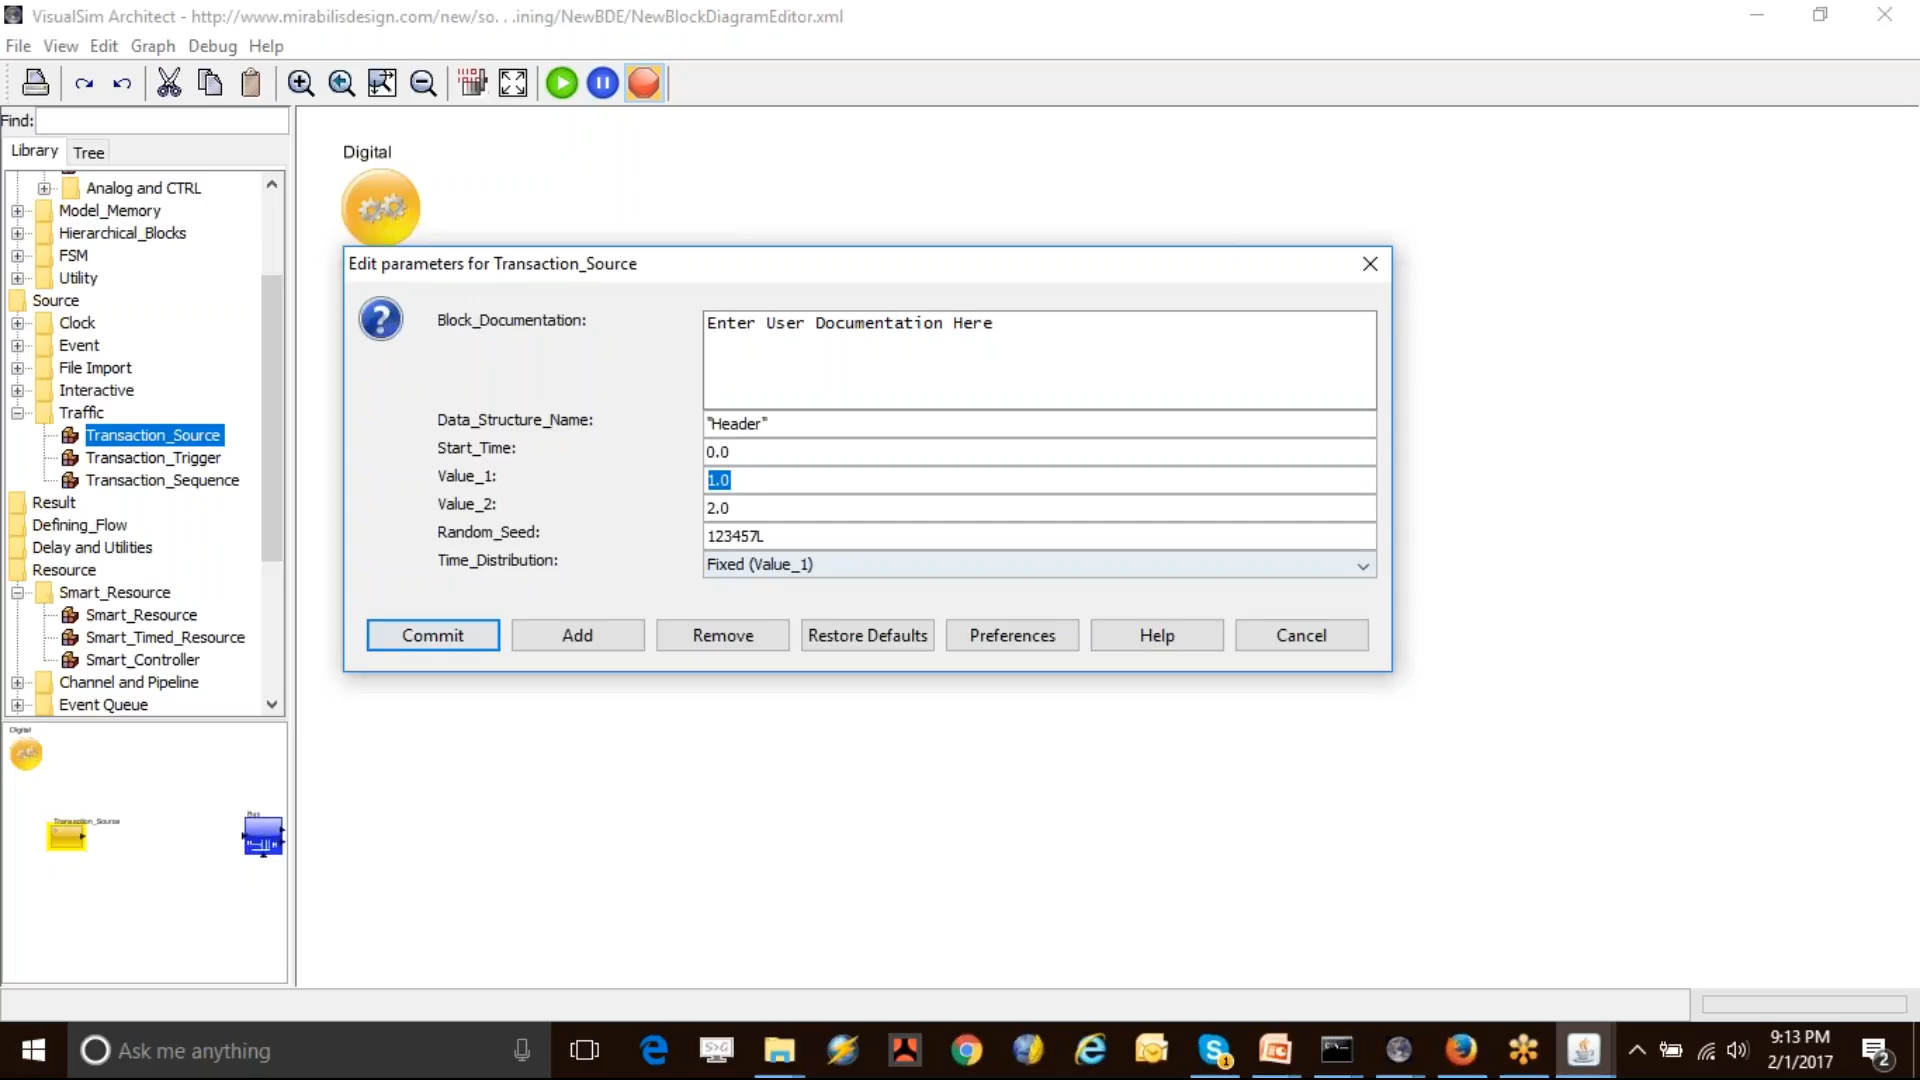 VisualSim Architect - http://www.mirabilisdesign.com/new/so. . .ining/NewBDE/NewBlockDiagramEditor.xml
File View Edit Graph Debug Help
Find:
Library Tree
Analog and CTRL
Model_Memory
Hierarchical_Blocks
FSM
Utility
Source
Clock
Event
File Import
Interactive
Traffic
Transaction_Source
Transaction_Trigger
Transaction_Sequence
Result
Defining_Flow
Delay and Utilities
Resource
Smart_Resource
Smart_Resource
Smart_Timed_Resource
Smart_Controller
Channel and Pipeline
Event Queue
Digital
Transaction_Source
Bus
Digital
Edit parameters for Transaction_Source
Block_Documentation: Enter User Documentation Here
Data_Structure_Name: "Header"
Start_Time: 0.0
Value_1: 1.0
Value_2: 2.0
Random_Seed: 123457L
Time_Distribution: Fixed (Value_1)
Commit Add Remove Restore Defaults Preferences Help Cancel
Ask me anything
9:13 PM
2/1/2017
1
2